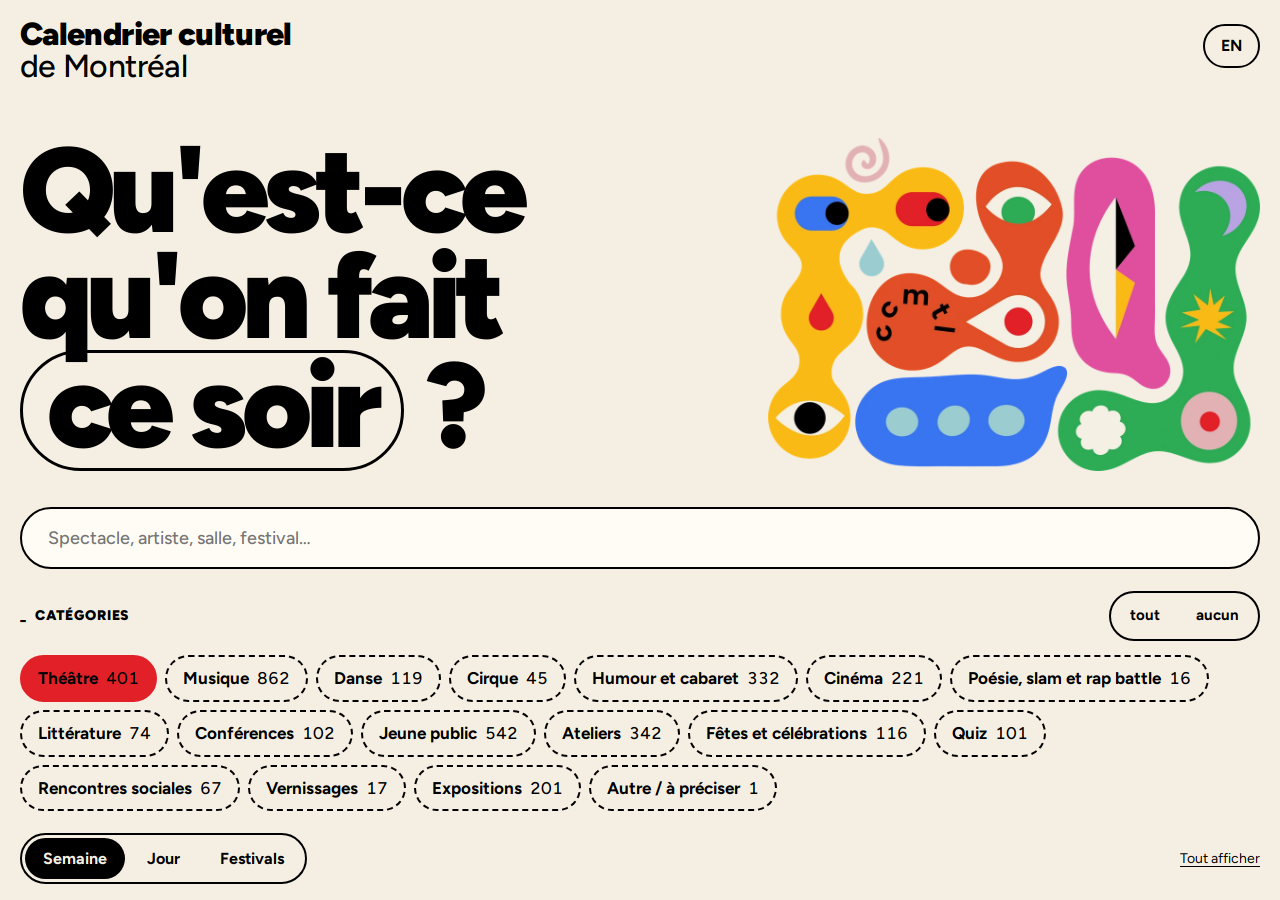 Calendrier culturel
de Montréal
EN
Qu'est-ce
qu'on fait
ce soir ?
ccmtl
Spectacle, artiste, salle, festival...
_ CATÉGORIES
tout aucun
Théâtre 401 Musique 862 Danse 119 Cirque 45 Humour et cabaret 332 Cinéma 221 Poésie, slam et rap battle 16
Littérature 74 Conférences 102 Jeune public 542 Ateliers 342 Fêtes et célébrations 116 Quiz 101
Rencontres sociales 67 Vernissages 17 Expositions 201 Autre / à préciser 1
Semaine Jour Festivals
Tout afficher